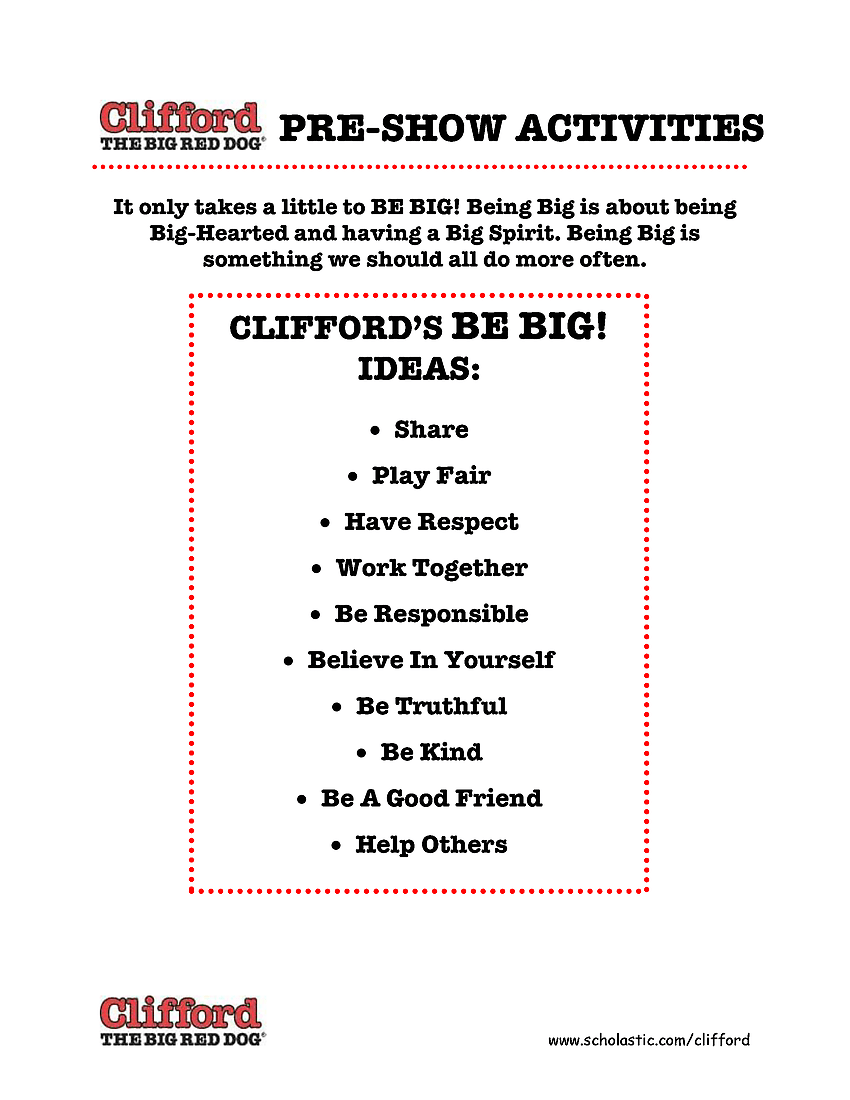 Clifford
THE BIG RED DOG®
PRE-SHOW ACTIVITIES
It only takes a little to BE BIG! Being Big is about being
Big-Hearted and having a Big Spirit. Being Big is
something we should all do more often.
CLIFFORD'S BE BIG!
IDEAS:
• Share
• Play Fair
• Have Respect
• Work Together
• Be Responsible
• Believe In Yourself
• Be Truthful
• Be Kind
• Be A Good Friend
• Help Others
Clifford
THE BIG RED DOG®
www.scholastic.com/clifford